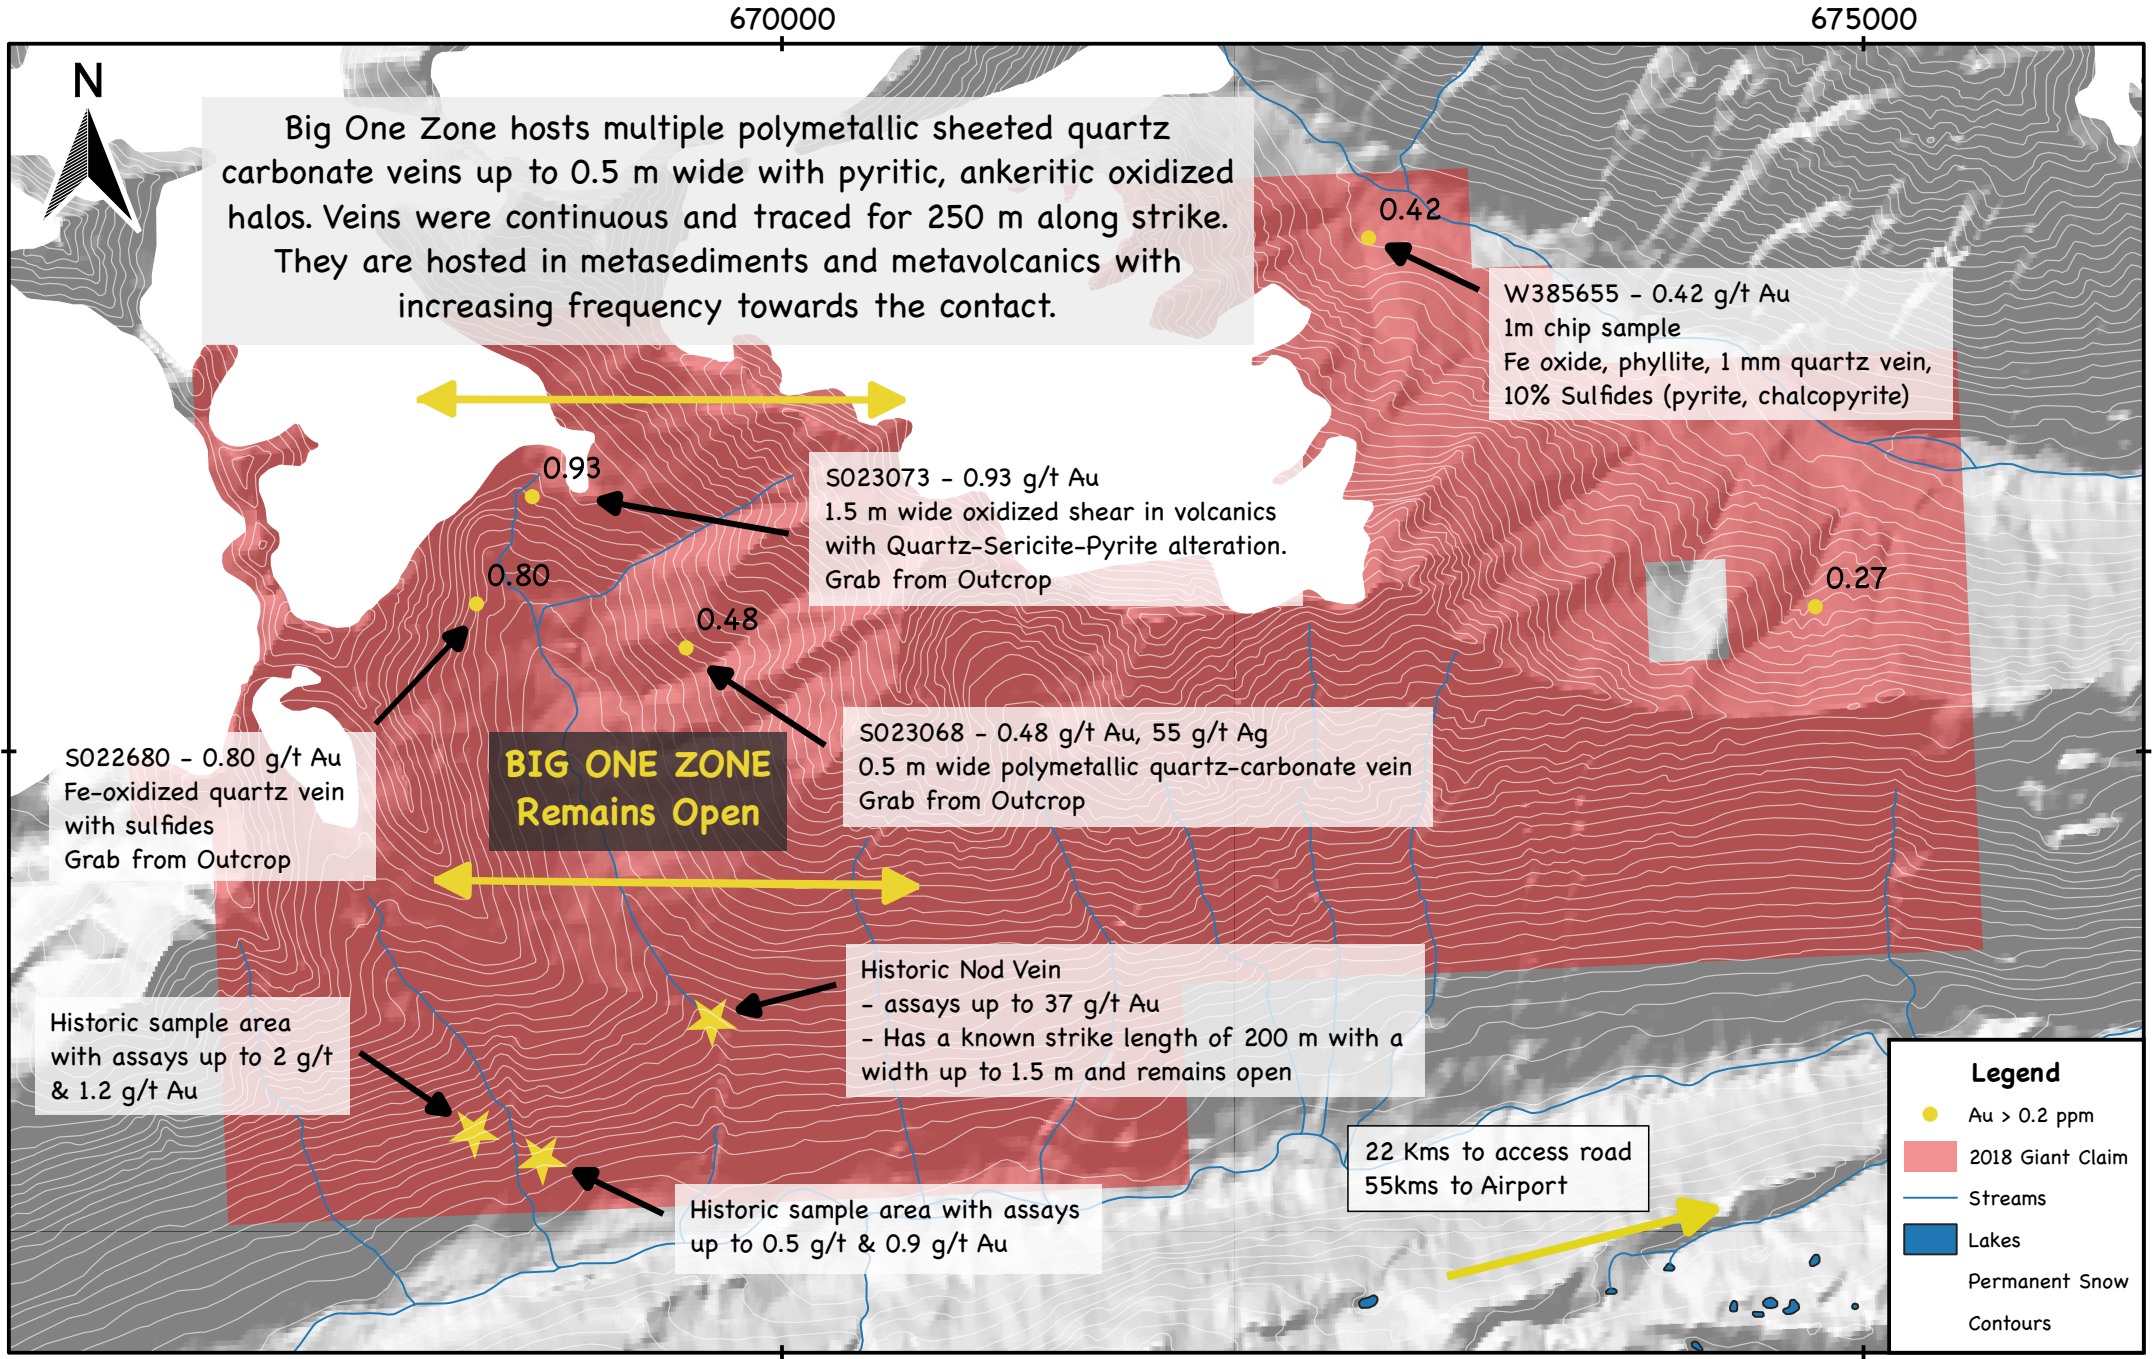 670000
675000
N
Big One Zone hosts multiple polymetallic sheeted quartz
carbonate veins up to 0.5 m wide with pyritic, ankeritic oxidized
halos. Veins were continuous and traced for 250 m along strike.
They are hosted in metasediments and metavolcanics with
increasing frequency towards the contact.
0.42
W385655 - 0.42 g/t Au
1m chip sample
Fe oxide, phyllite, 1 mm quartz vein,
10% Sulfides (pyrite, chalcopyrite)
0.93
S023073 - 0.93 g/t Au
1.5 m wide oxidized shear in volcanics
with Quartz-Sericite-Pyrite alteration.
Grab from Outcrop
0.80
0.48
0.27
S022680 - 0.80 g/t Au
Fe-oxidized quartz vein
with sulfides
Grab from Outcrop
BIG ONE ZONE
Remains Open
S023068 - 0.48 g/t Au, 55 g/t Ag
0.5 m wide polymetallic quartz-carbonate vein
Grab from Outcrop
Historic Nod Vein
- assays up to 37 g/t Au
- Has a known strike length of 200 m with a
width up to 1.5 m and remains open
Historic sample area
with assays up to 2 g/t
& 1.2 g/t Au
Historic sample area with assays
up to 0.5 g/t & 0.9 g/t Au
22 Kms to access road
55kms to Airport
Legend
Au > 0.2 ppm
2018 Giant Claim
Streams
Lakes
Permanent Snow
Contours